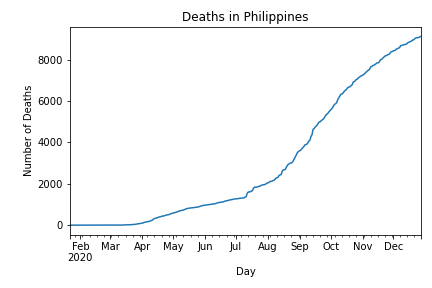 Deaths in Philippines
Number of Deaths
8000
6000
4000
2000
0
Feb Mar Apr May Jun Jul Aug Sep Oct Nov Dec
2020
Day